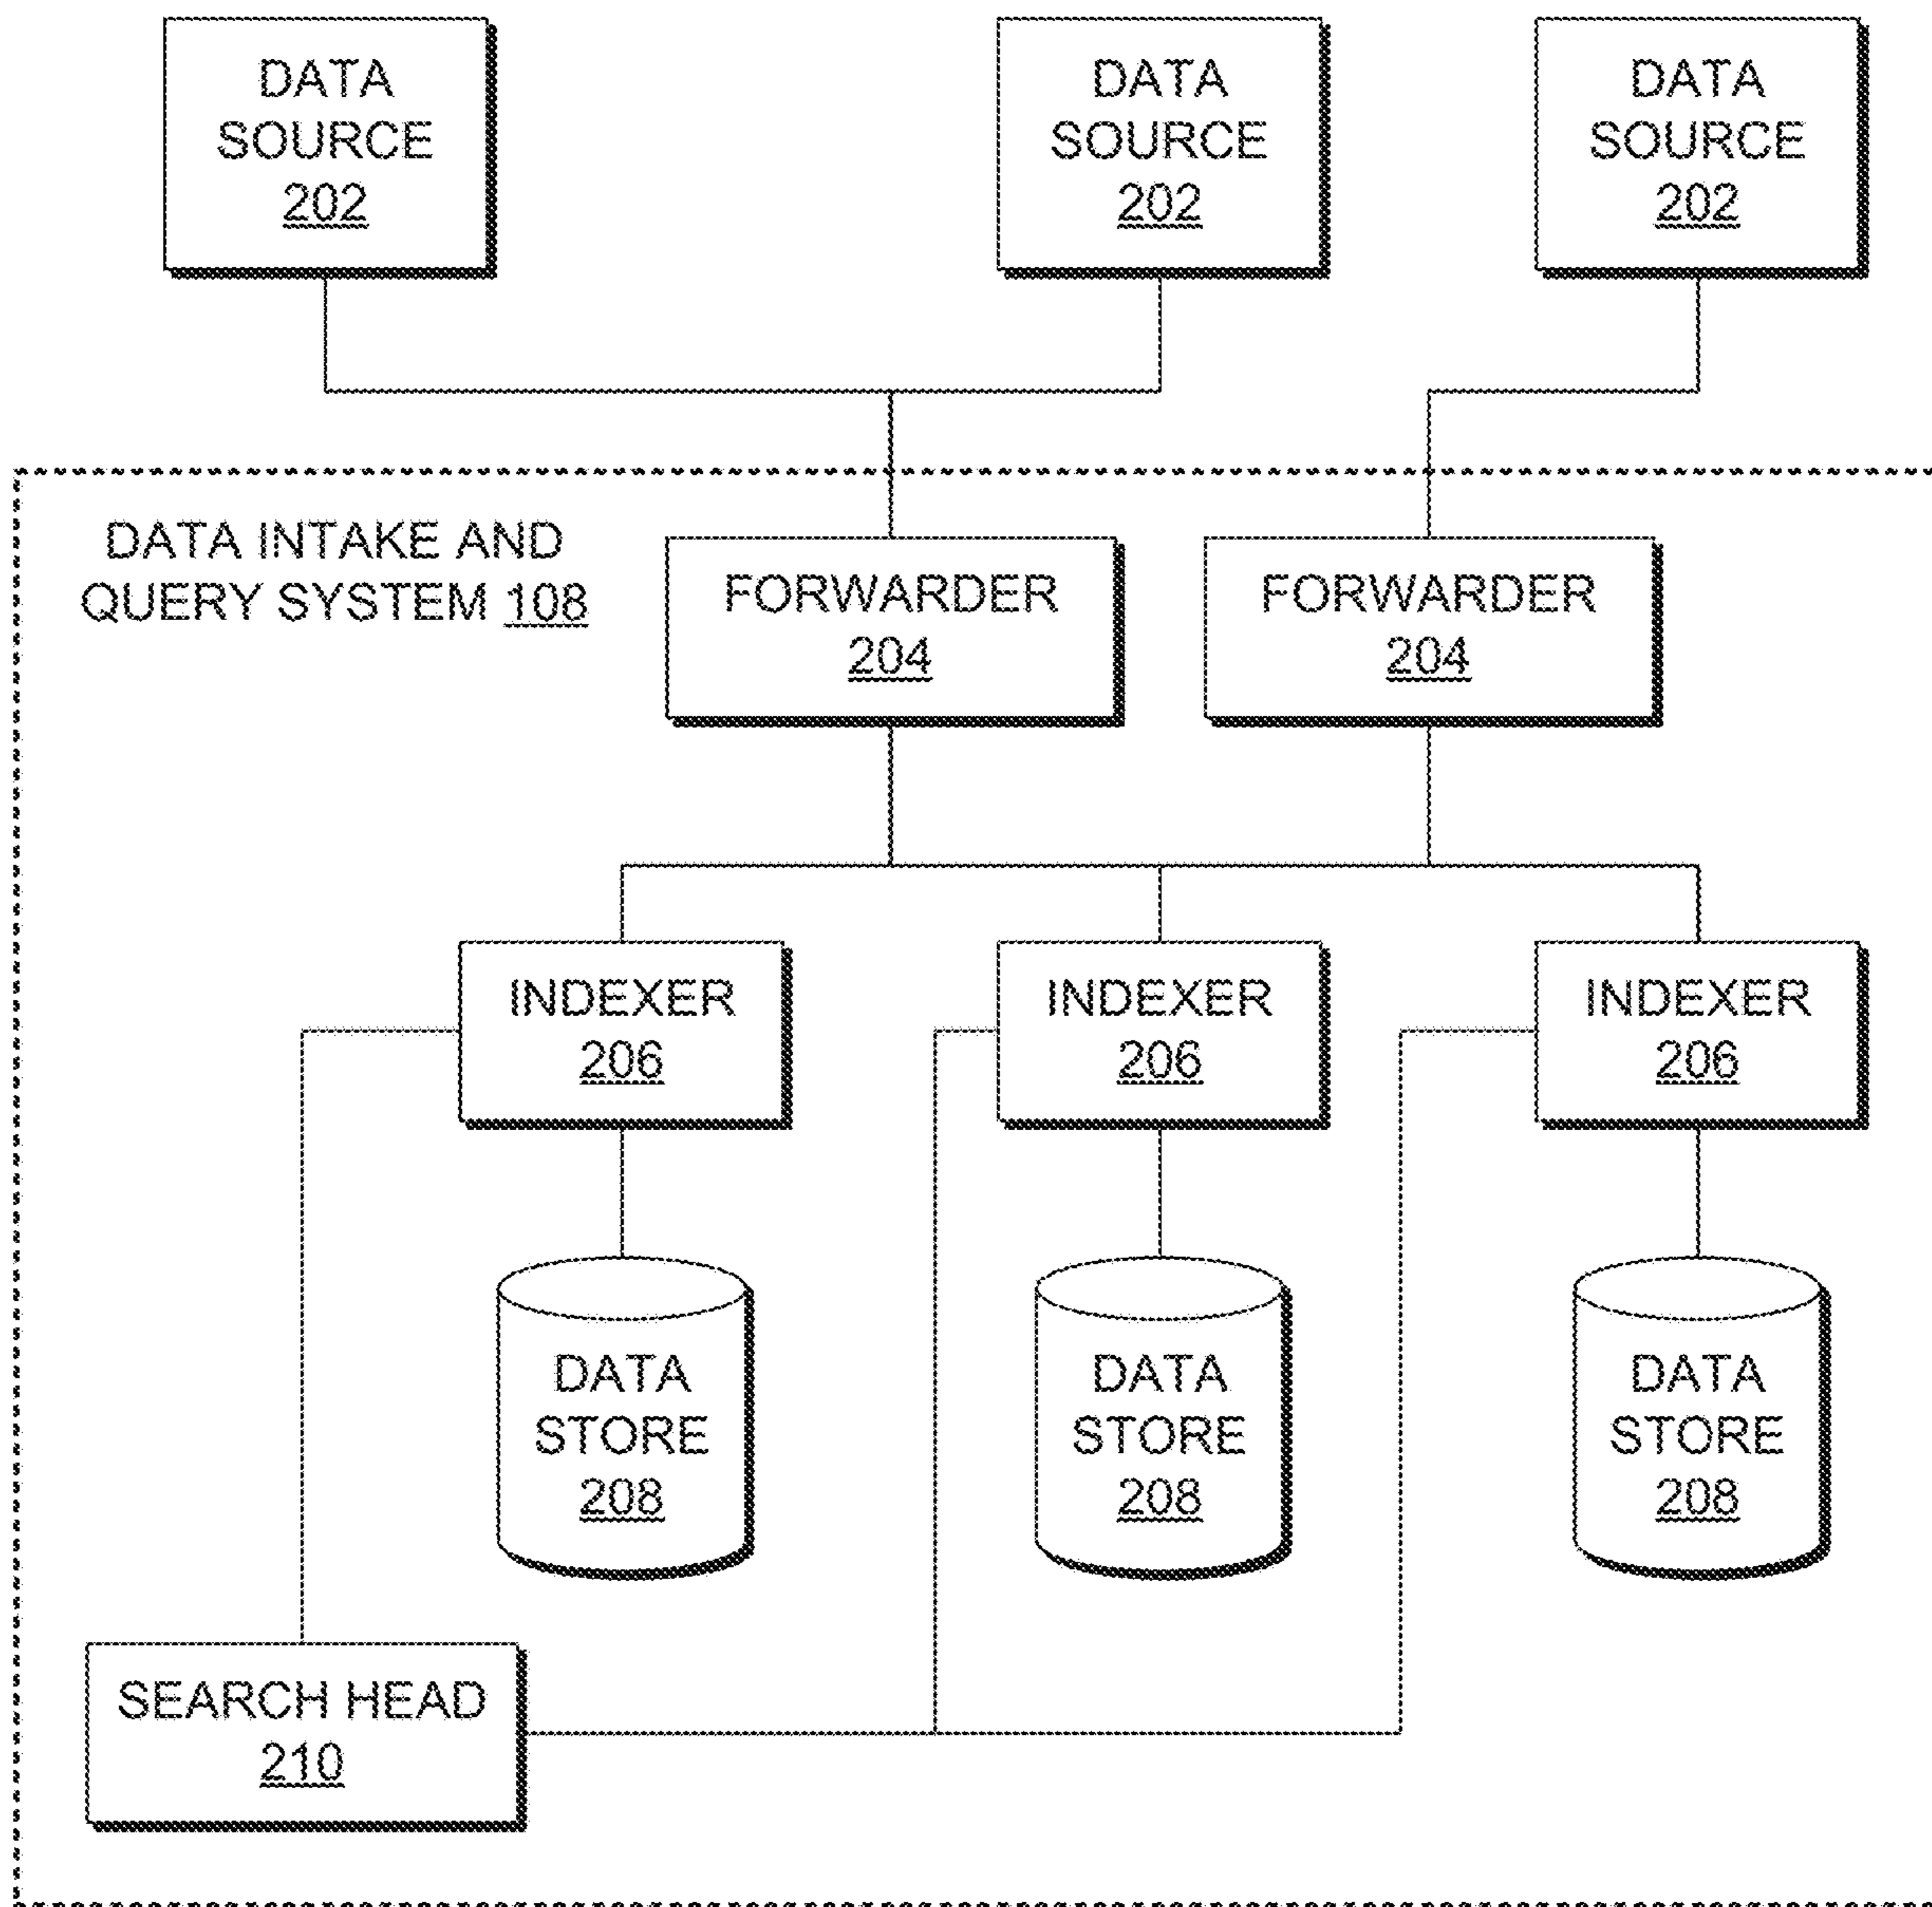 DATA
SOURCE
202
DATA
SOURCE
202
DATA
SOURCE
202
DATA INTAKE AND
QUERY SYSTEM 108
FORWARDER
204
FORWARDER
204
INDEXER
206
INDEXER
206
INDEXER
206
DATA
STORE
208
DATA
STORE
208
DATA
STORE
208
SEARCH HEAD
210